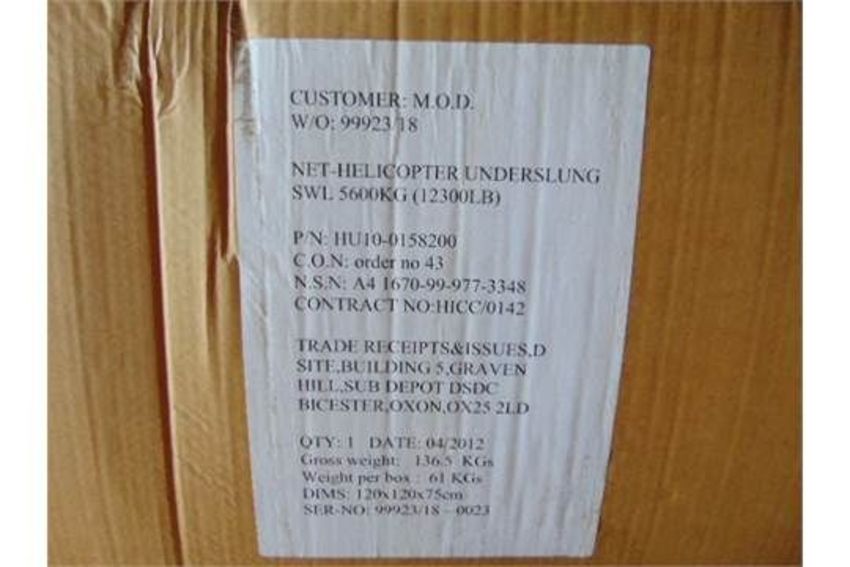 CUSTOMER: M.O.D.
W/O: 99923/18
NET-HELICOPTER UNDERSLUNG
SWL 5600KG (12300LB)
P/N: HU10-0158200
C.O.N: order no 43
N.S.N: A4 1670-99-977-3348
CONTRACT NO:HICC/0142
TRADE RECEIPTS&ISSUES,D
SITE,BUILDING 5,GRAVEN
HILL,SUB DEPOT DSDC
BICESTER,OXON,OX25 2LD
QTY: 1 DATE: 04/2012
Gross weight: 136.5 KGs
Weight per box : 61 KGs
DIMS: 120x120x75cm
SER-NO: 99923/18 - 0023